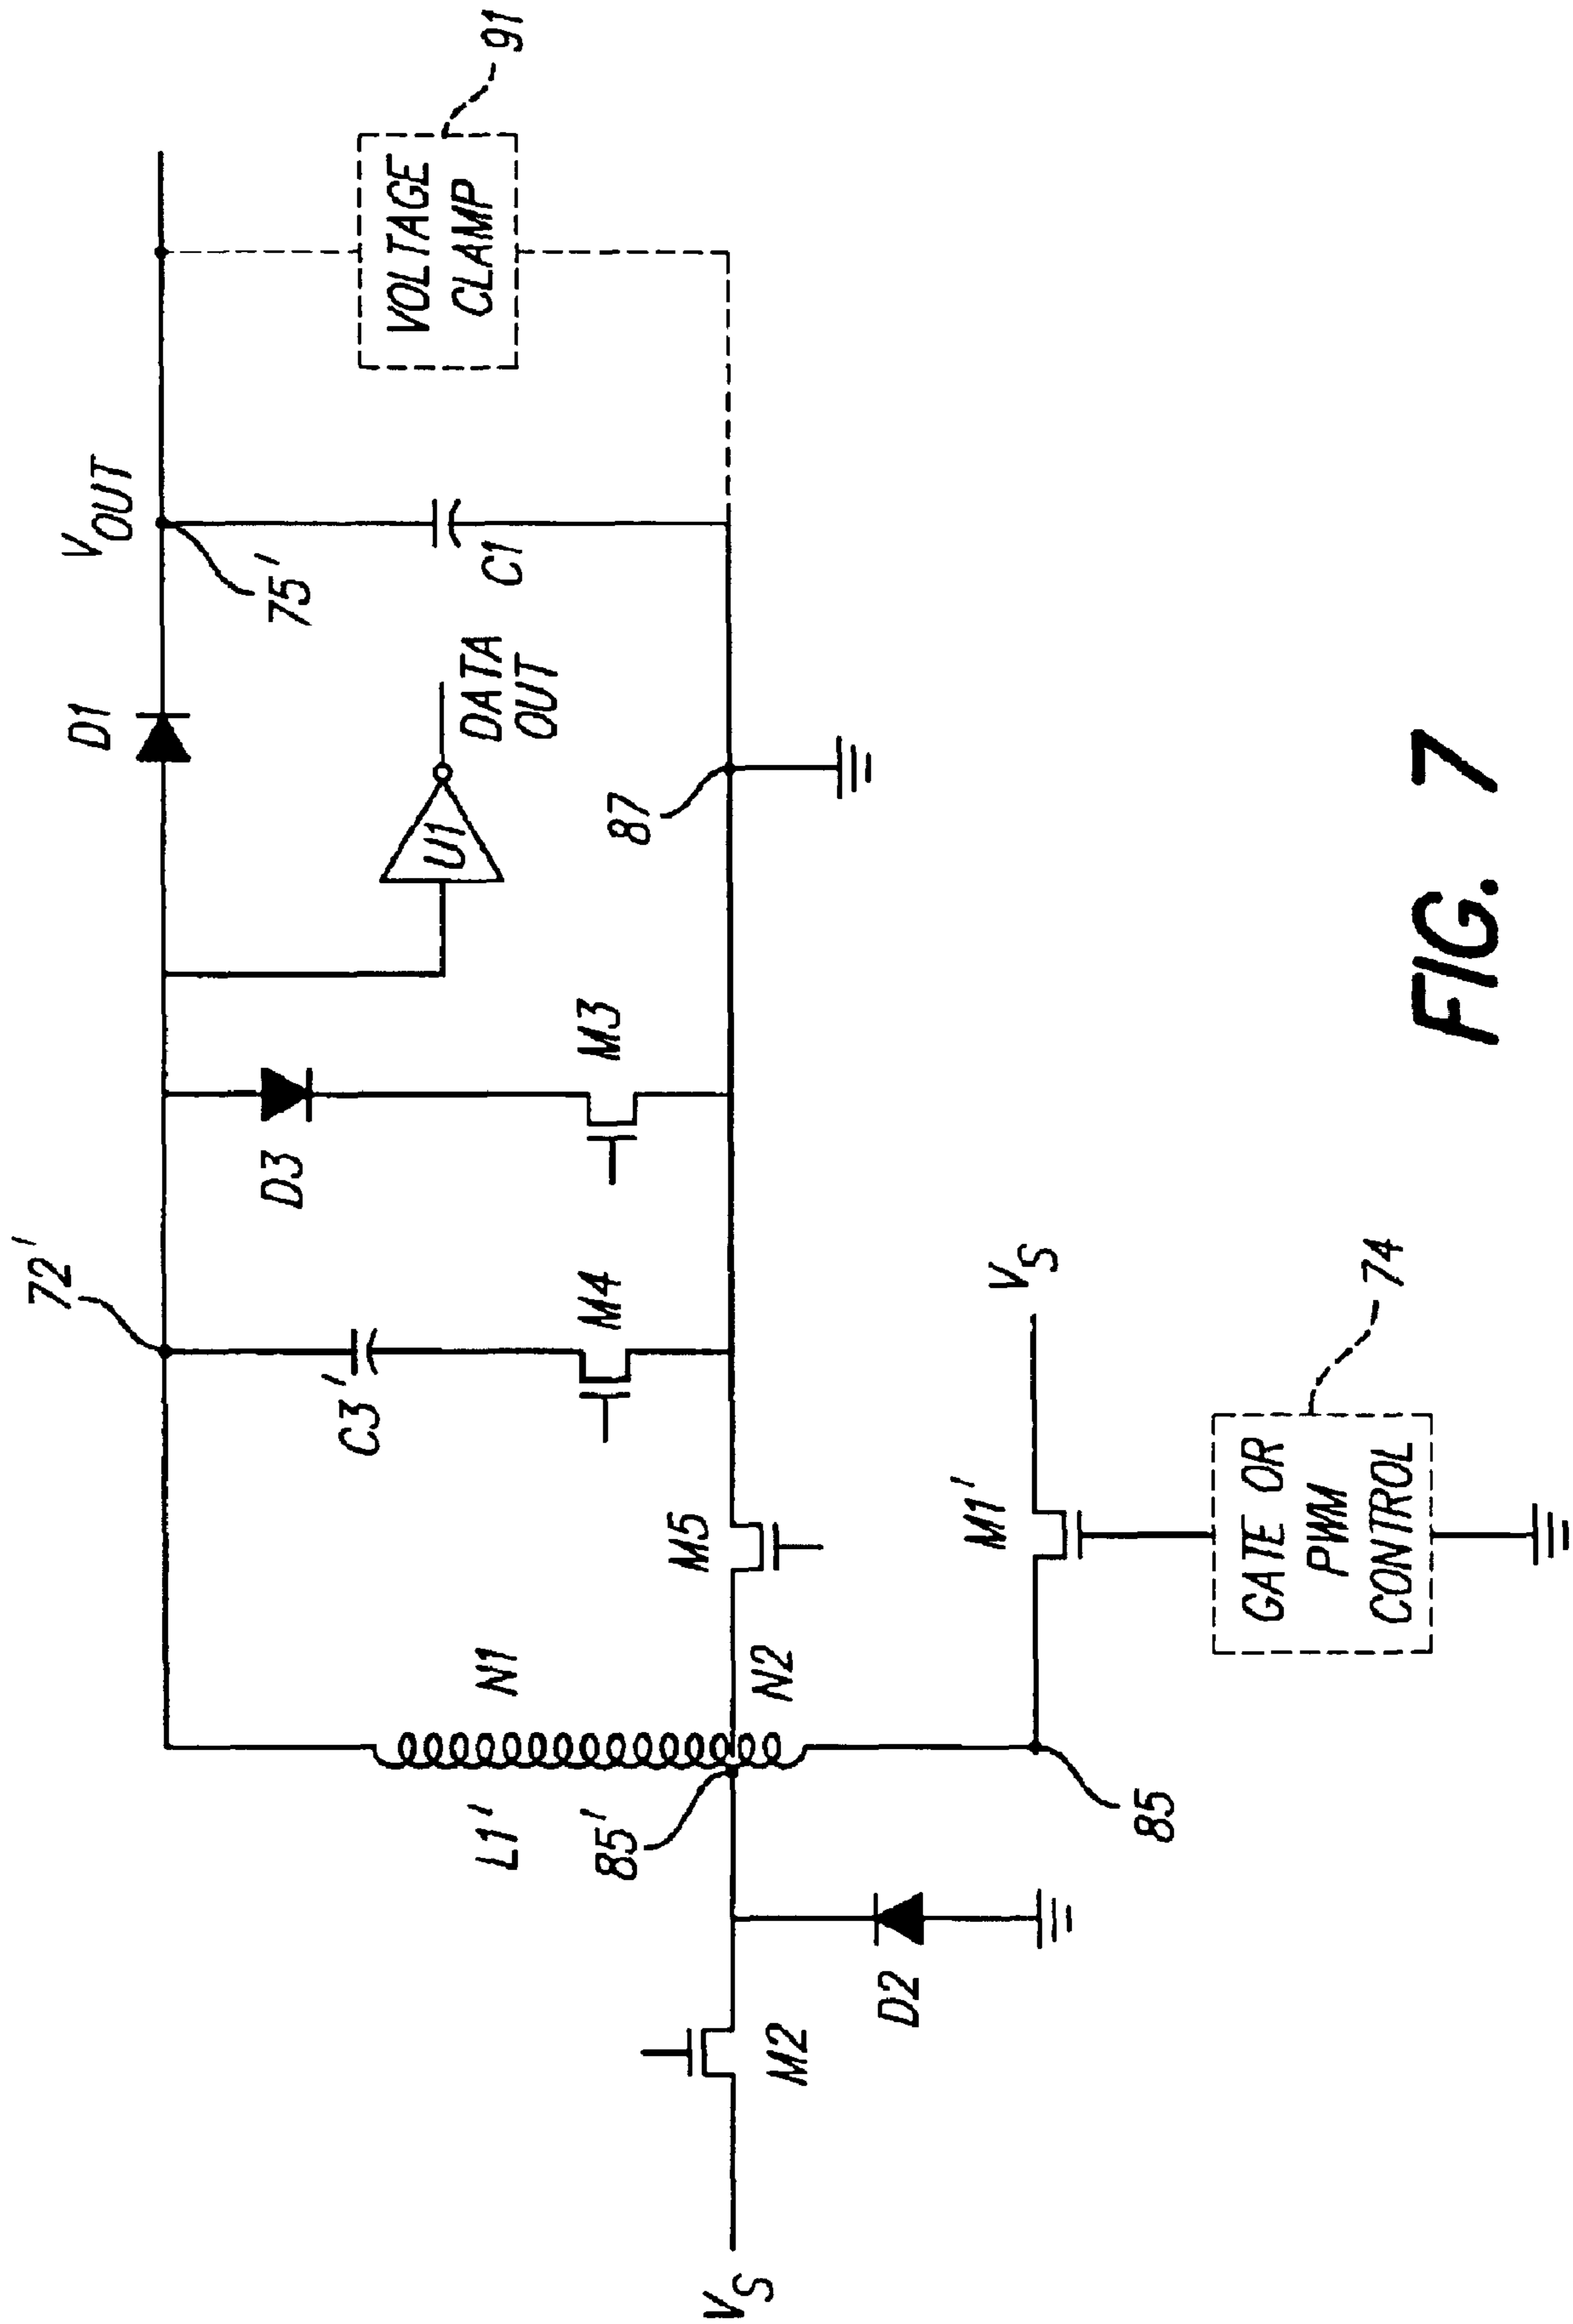 V_OUT
D1
75'
91
72'
VOLTAGE
CLAMP
C3'
D3
U1
DATA
OUT
C1
L1'
N1
M4
M3
85'
M5
87
V_S
M2
N2
D2
M1'
V_S
85
GATE OR
PWM
CONTROL
74
FIG. 7